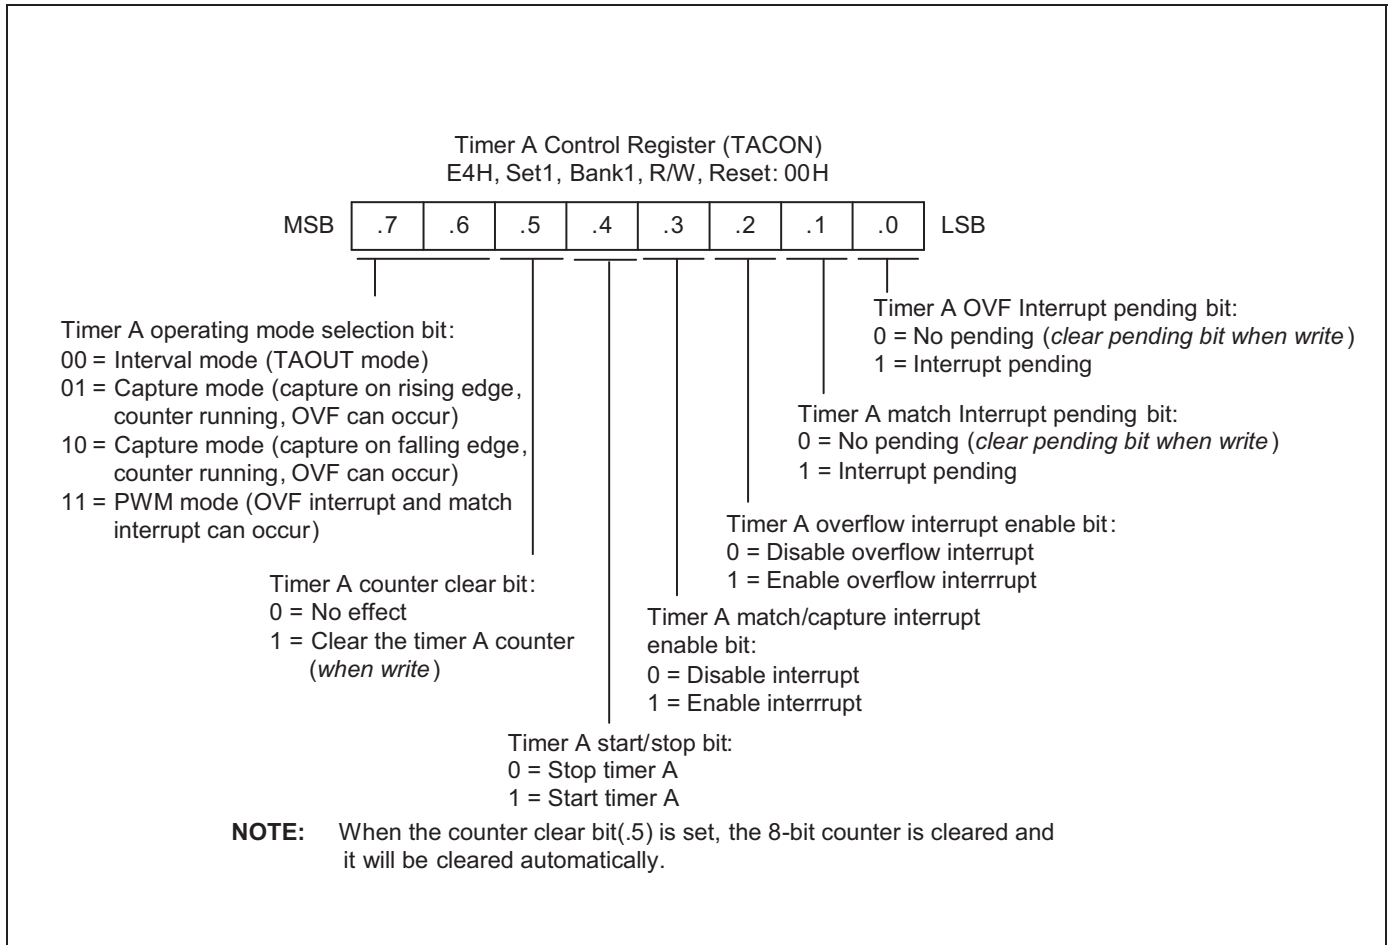 Timer A Control Register (TACON)
E4H, Set1, Bank1, R/W, Reset: 00H
MSB .7 .6 .5 .4 .3 .2 .1 .0 LSB
Timer A operating mode selection bit:
00 = Interval mode (TAOUT mode)
01 = Capture mode (capture on rising edge,
counter running, OVF can occur)
10 = Capture mode (capture on falling edge,
counter running, OVF can occur)
11 = PWM mode (OVF interrupt and match
interrupt can occur)
Timer A OVF Interrupt pending bit:
0 = No pending (clear pending bit when write)
1 = Interrupt pending
Timer A match Interrupt pending bit:
0 = No pending (clear pending bit when write)
1 = Interrupt pending
Timer A overflow interrupt enable bit:
0 = Disable overflow interrupt
1 = Enable overflow interrrupt
Timer A counter clear bit:
0 = No effect
1 = Clear the timer A counter
(when write)
Timer A match/capture interrupt
enable bit:
0 = Disable interrupt
1 = Enable interrrupt
Timer A start/stop bit:
0 = Stop timer A
1 = Start timer A
NOTE: When the counter clear bit(.5) is set, the 8-bit counter is cleared and
it will be cleared automatically.